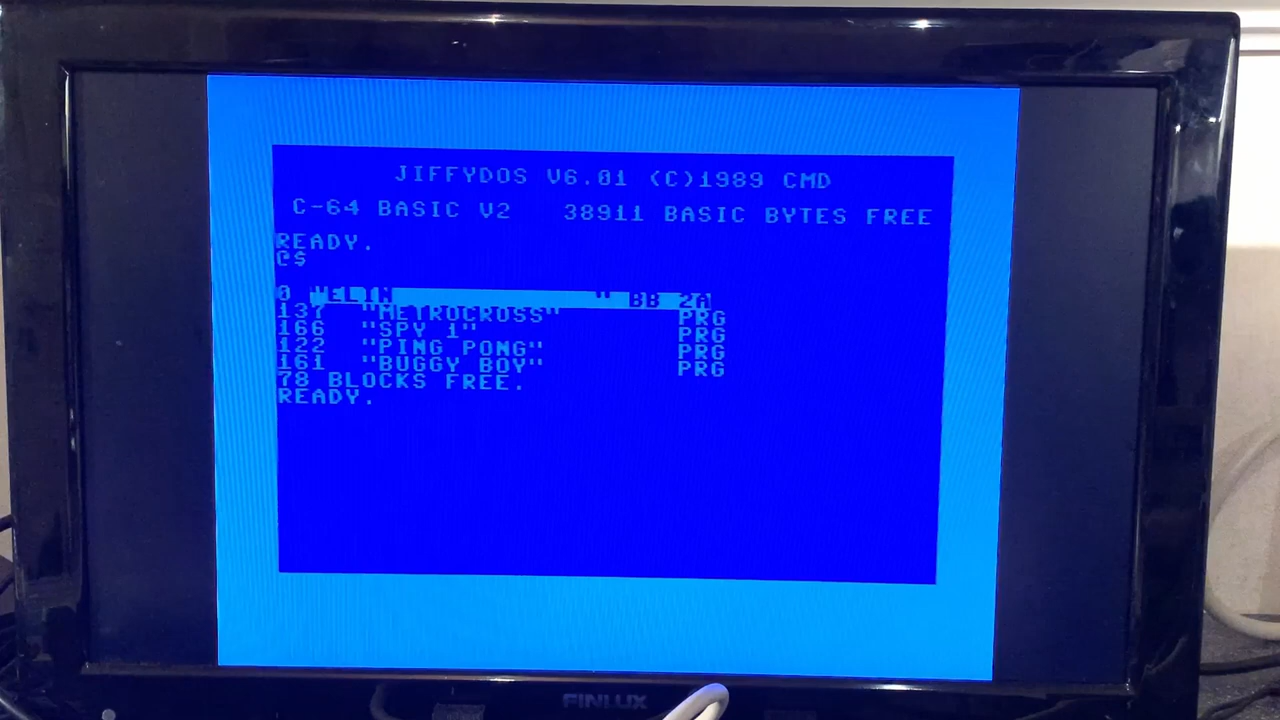 JIFFYDOS V6.01 (C)1989 CMD
C-64 BASIC V2 38911 BASIC BYTES FREE
READY.
@$
0 "ELIN " BB 2A
137 "METROCROSS" PRG
166 "SPY 1" PRG
122 "PING PONG" PRG
161 "BUGGY BOY" PRG
78 BLOCKS FREE.
READY.
FINLUX